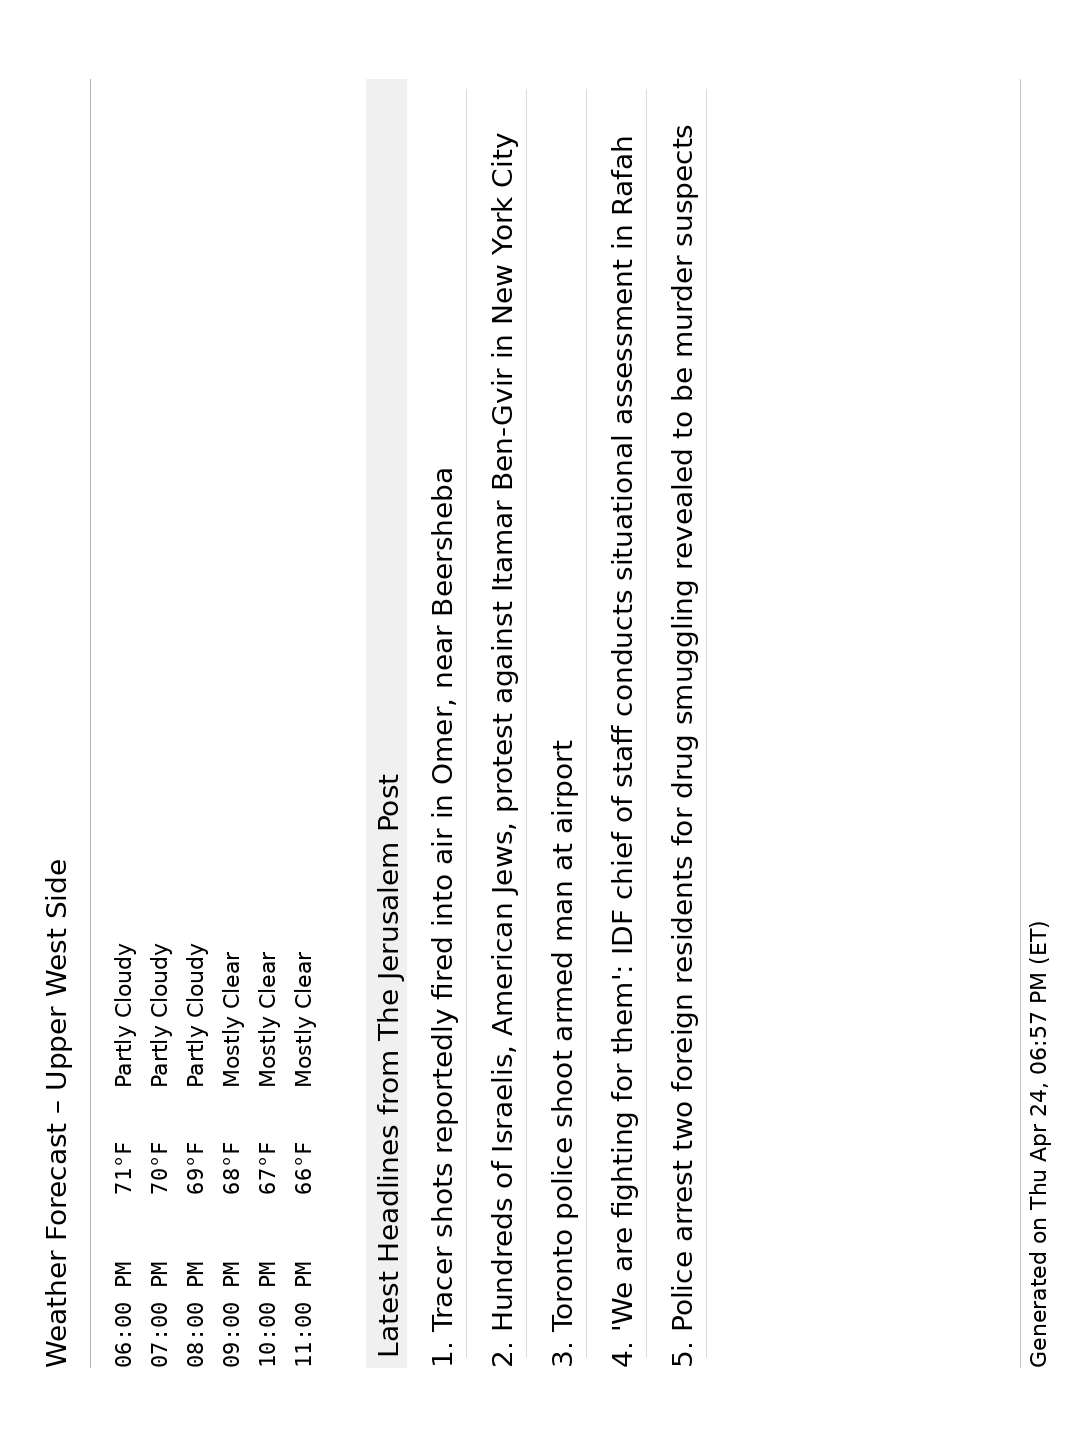 Weather Forecast – Upper West Side
06:00 PM 71°F Partly Cloudy
07:00 PM 70°F Partly Cloudy
08:00 PM 69°F Partly Cloudy
09:00 PM 68°F Mostly Clear
10:00 PM 67°F Mostly Clear
11:00 PM 66°F Mostly Clear
Latest Headlines from The Jerusalem Post
1. Tracer shots reportedly fired into air in Omer, near Beersheba
2. Hundreds of Israelis, American Jews, protest against Itamar Ben-Gvir in New York City
3. Toronto police shoot armed man at airport
4. 'We are fighting for them': IDF chief of staff conducts situational assessment in Rafah
5. Police arrest two foreign residents for drug smuggling revealed to be murder suspects
Generated on Thu Apr 24, 06:57 PM (ET)